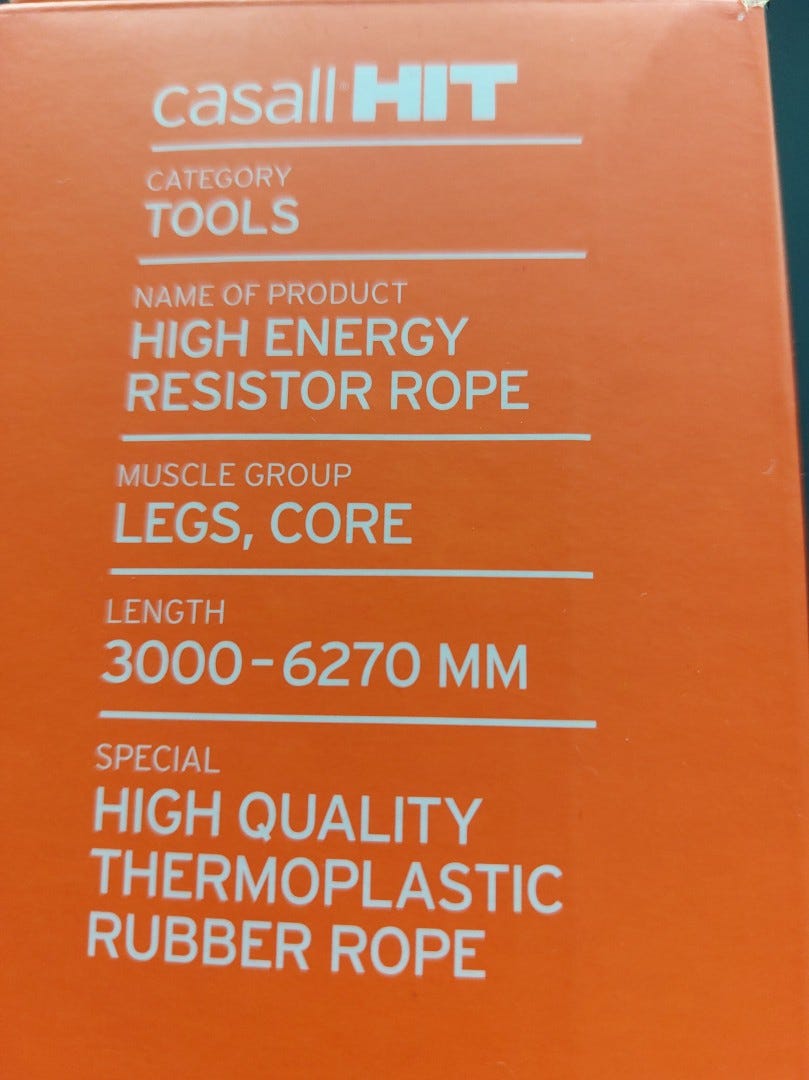 casall® HIT
CATEGORY
TOOLS
NAME OF PRODUCT
HIGH ENERGY
RESISTOR ROPE
MUSCLE GROUP
LEGS, CORE
LENGTH
3000–6270 MM
SPECIAL
HIGH QUALITY
THERMOPLASTIC
RUBBER ROPE